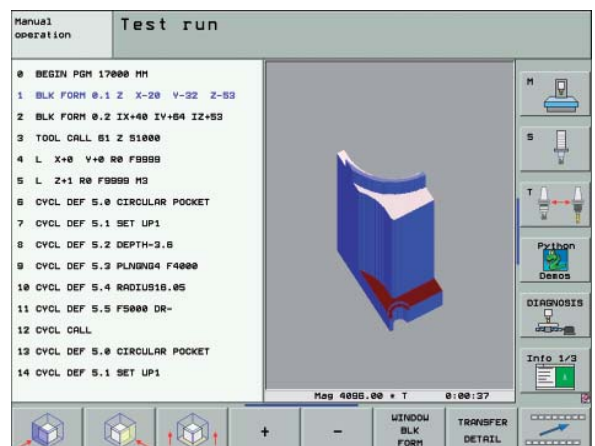 Manual
operation
Test run
0 BEGIN PGM 17000 MM
1 BLK FORM 0.1 Z X-20 Y-32 Z-53
2 BLK FORM 0.2 IX+40 IY+64 IZ+53
3 TOOL CALL 61 Z S1000
4 L X+0 Y+0 R0 F9999
5 L Z+1 R0 F9999 M3
6 CYCL DEF 5.0 CIRCULAR POCKET
7 CYCL DEF 5.1 SET UP1
8 CYCL DEF 5.2 DEPTH-3.6
9 CYCL DEF 5.3 PLNGNG4 F4000
10 CYCL DEF 5.4 RADIUS16.05
11 CYCL DEF 5.5 F5000 DR-
12 CYCL CALL
13 CYCL DEF 5.0 CIRCULAR POCKET
14 CYCL DEF 5.1 SET UP1
Mag 4096.00 * T 0:00:37
M
S
T
Python
Demos
DIAGNOSIS
Info 1/3
+
-
WINDOW
BLK
FORM
TRANSFER
DETAIL